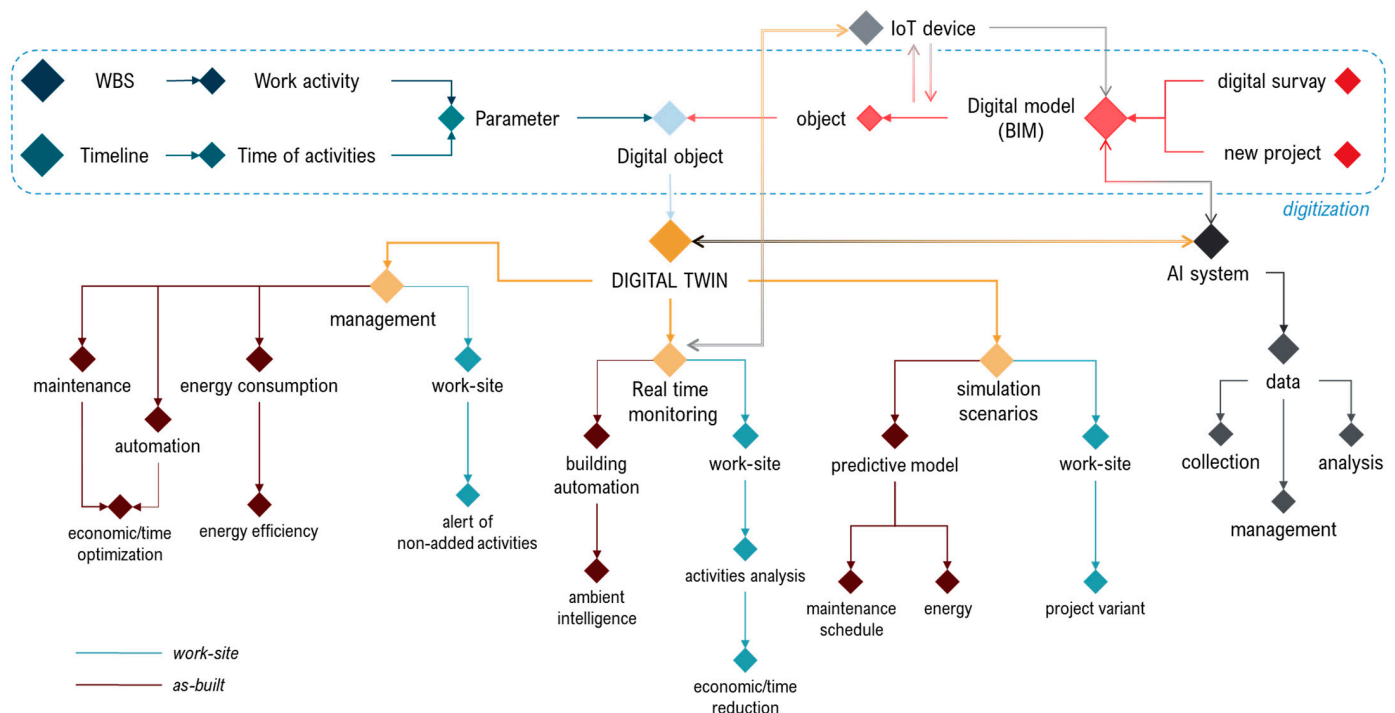 IoT device
WBS
Work activity
digital survay
Parameter
object
Digital model
(BIM)
Timeline
Time of activities
Digital object
new project
digitization
DIGITAL TWIN
AI system
management
maintenance
energy consumption
work-site
Real time
monitoring
simulation
scenarios
data
automation
building
automation
work-site
predictive model
work-site
collection
analysis
economic/time
optimization
energy efficiency
alert of
non-added activities
management
activities analysis
ambient
intelligence
maintenance
schedule
energy
project variant
work-site
as-built
economic/time
reduction